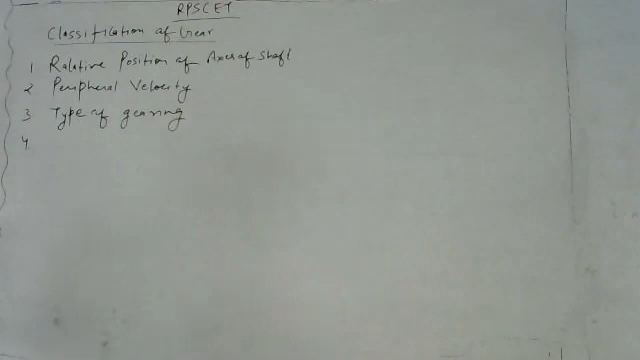 RPSCET
Classification of Gear
1 Relative Position of Axes of Shaft
2 Peripheral Velocity
3 Type of gearing
4.